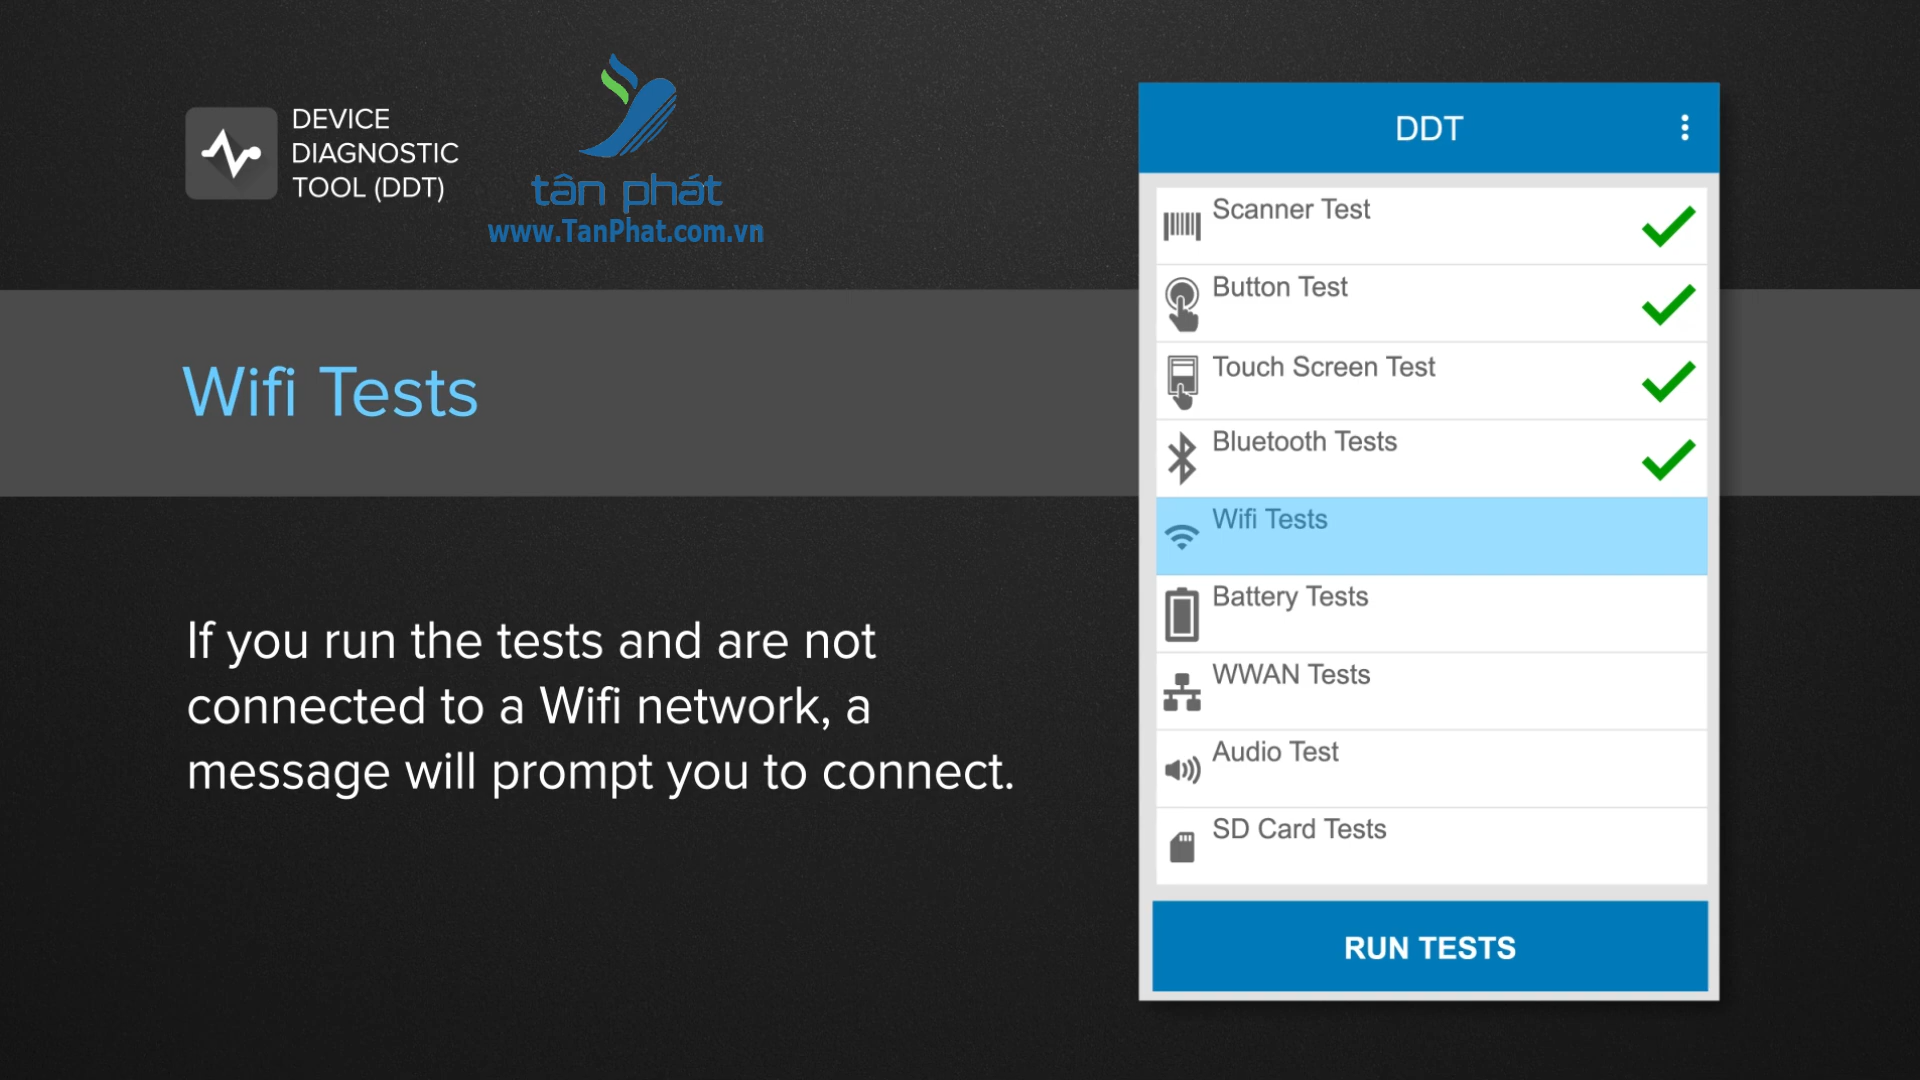 DEVICE
DIAGNOSTIC
TOOL (DDT)
tân phát
www.TanPhat.com.vn
Wifi Tests
If you run the tests and are not
connected to a Wifi network, a
message will prompt you to connect.
DDT
Scanner Test
Button Test
Touch Screen Test
Bluetooth Tests
Wifi Tests
Battery Tests
WWAN Tests
Audio Test
SD Card Tests
RUN TESTS